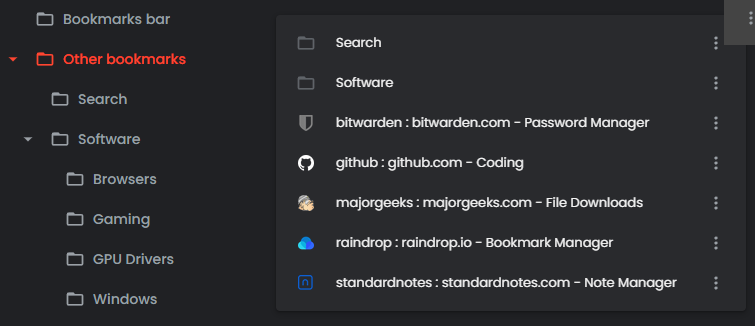 Bookmarks bar
Other bookmarks
Search
Software
Browsers
Gaming
GPU Drivers
Windows
Search
Software
bitwarden : bitwarden.com - Password Manager
github : github.com - Coding
majorgeeks : majorgeeks.com - File Downloads
raindrop : raindrop.io - Bookmark Manager
standardnotes : standardnotes.com - Note Manager